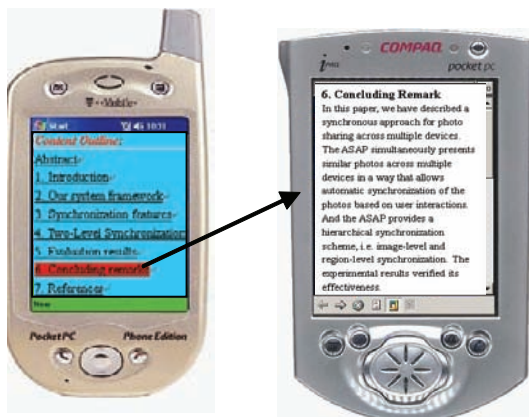 T··Mobile·
Start 10:31
Content Outline:
Abstract
1. Introduction
2. Our system framework
3. Synchronization features
4. Two-Level Synchronization
5. Evaluation results
6. Concluding remarks
7. References
New
Pocket PC Phone Edition
COMPAQ
iPAQ pocket pc
6. Concluding Remark
In this paper, we have described a
synchronous approach for photo
sharing across multiple devices.
The ASAP simultaneously presents
similar photos across multiple
devices in a way that allows
automatic synchronization of the
photos based on user interactions.
And the ASAP provides a
hierarchical synchronization
scheme, i.e. image-level and
region-level synchronization. The
experimental results verified its
effectiveness.